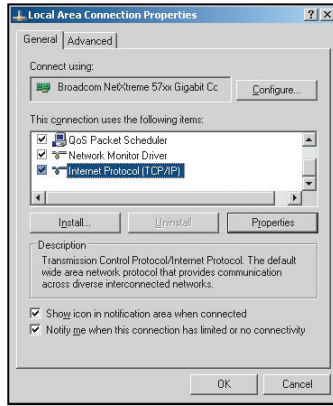 Local Area Connection Properties
General Advanced
Connect using:
Broadcom NetXtreme 57xx Gigabit Cc
Configure...
This connection uses the following items:
QoS Packet Scheduler
Network Monitor Driver
Internet Protocol (TCP/IP)
Install... Uninstall Properties
Description
Transmission Control Protocol/Internet Protocol. The default
wide area network protocol that provides communication
across diverse interconnected networks.
Show icon in notification area when connected
Notify me when this connection has limited or no connectivity
OK Cancel